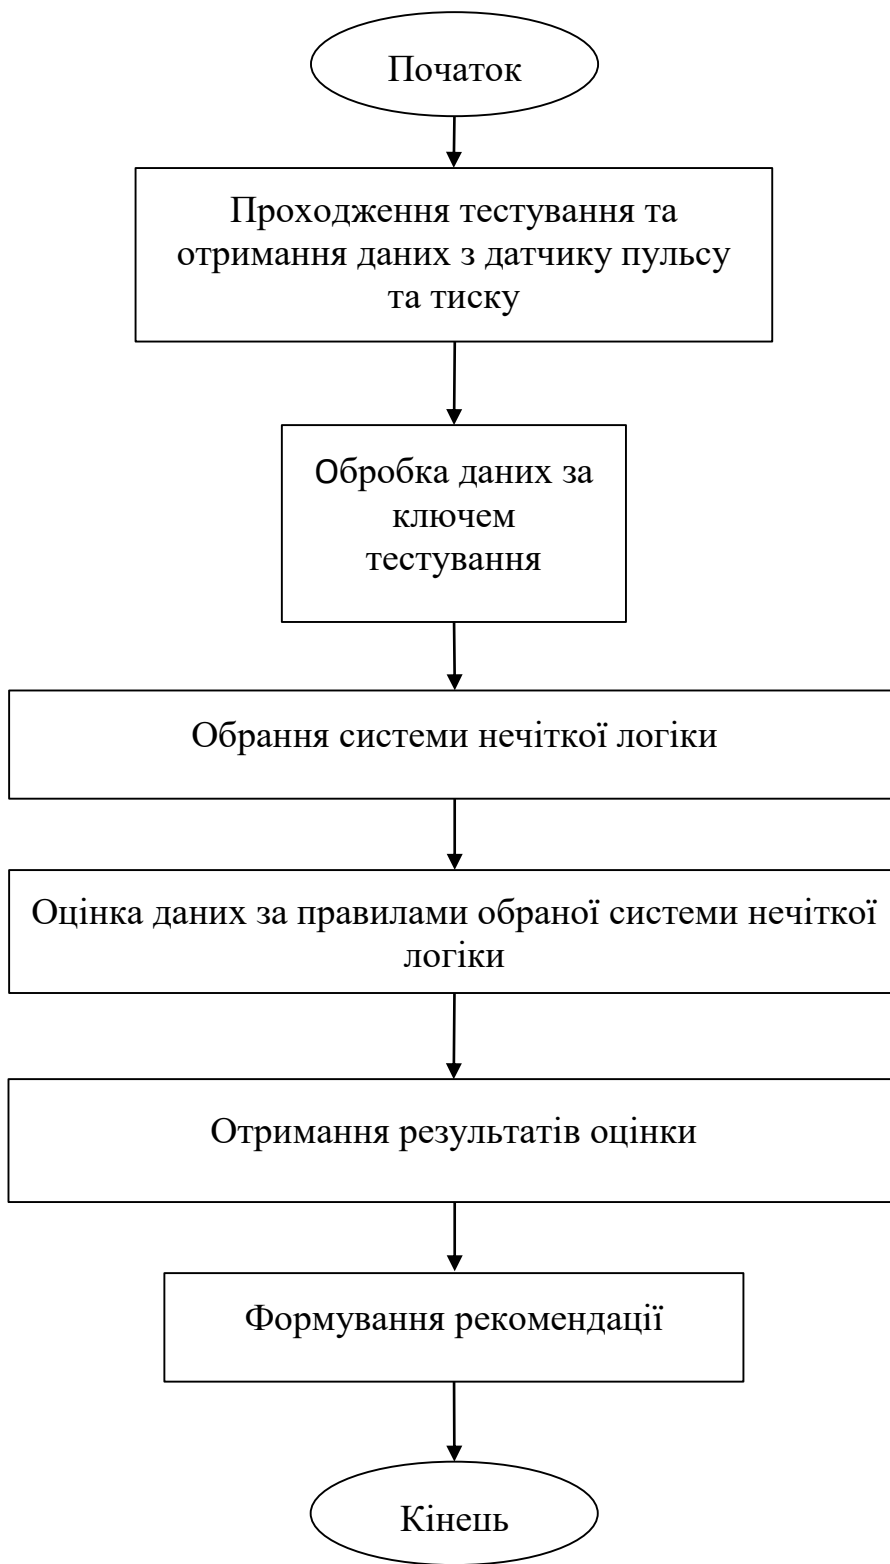 Початок
Проходження тестування та
отримання даних з датчику пульсу
та тиску
Обробка даних за
ключем
тестування
Обрання системи нечіткої логіки
Оцінка даних за правилами обраної системи нечіткої
логіки
Отримання результатів оцінки
Формування рекомендації
Кінець